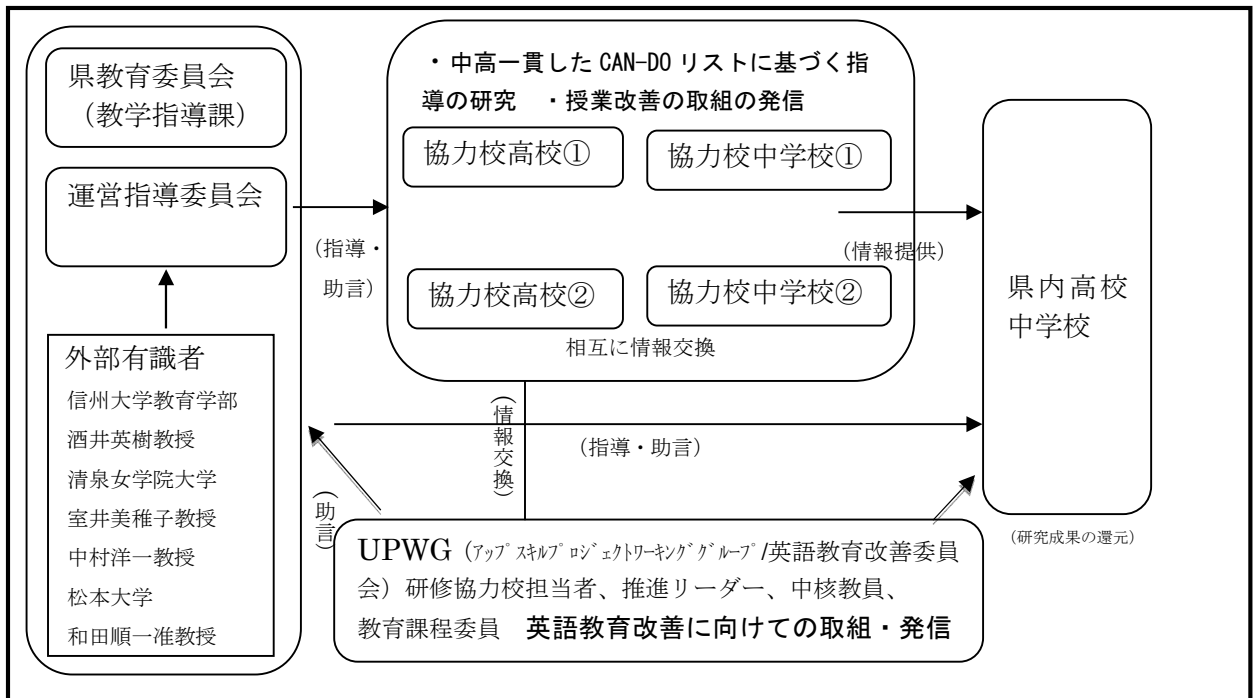 県教育委員会
（教学指導課）
運営指導委員会
外部有識者
信州大学教育学部
酒井英樹教授
清泉女学院大学
室井美稚子教授
中村洋一教授
松本大学
和田順一准教授
（指導・
助言）
・中高一貫した CAN-DO リストに基づく指
導の研究　・授業改善の取組の発信
協力校高校①
協力校中学校①
協力校高校②
協力校中学校②
相互に情報交換
（情報提供）
県内高校
中学校
（研究成果の還元）
（情報交換）
（指導・助言）
（助言）
UPWG（ｱｯﾌﾟｽｷﾙﾌﾟﾛｼﾞｪｸﾄﾜｰｷﾝｸﾞｸﾞﾙｰﾌﾟ/英語教育改善委員
会）研修協力校担当者、推進リーダー、中核教員、
教育課程委員　英語教育改善に向けての取組・発信